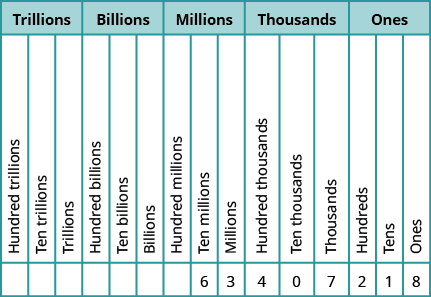 Trillions Billions Millions Thousands Ones
Hundred trillions
Ten trillions
Trillions
Hundred billions
Ten billions
Billions
Hundred millions
Ten millions
Millions
Hundred thousands
Ten thousands
Thousands
Hundreds
Tens
Ones
6 3 4 0 7 2 1 8